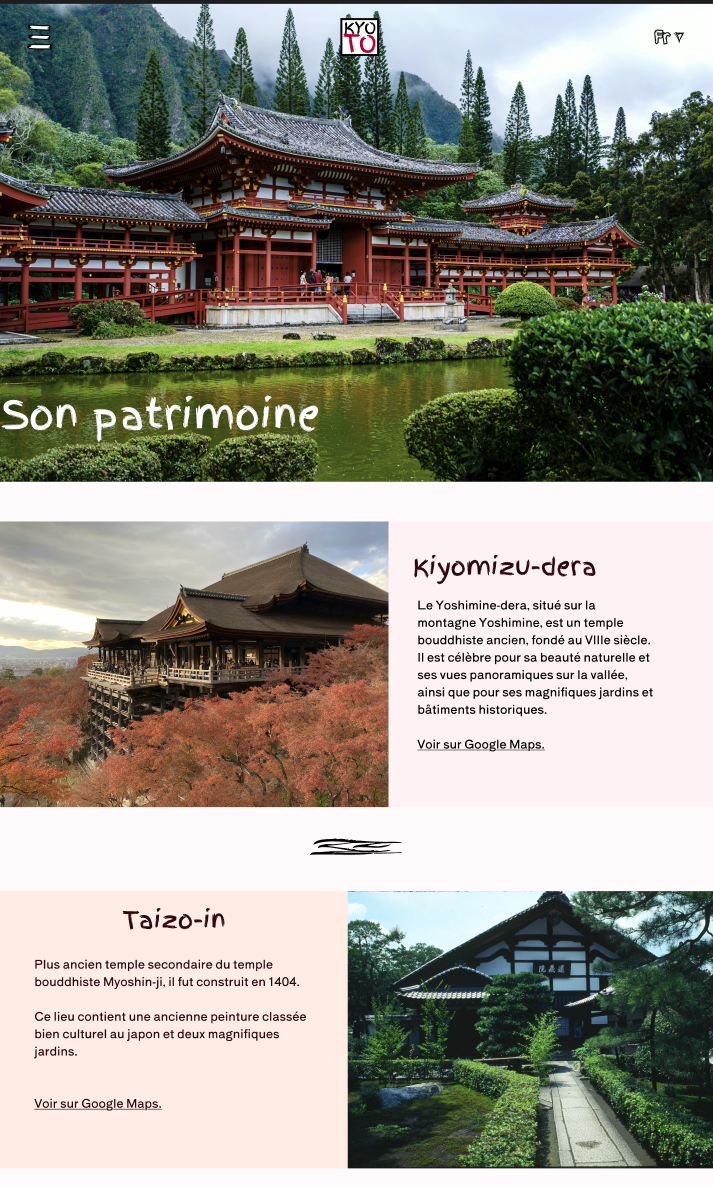 KYO
TO
Fr
Son patrimoine
Kiyomizu-dera
Le Yoshimine-dera, situé sur la
montagne Yoshimine, est un temple
bouddhiste ancien, fondé au VIIIe siècle.
Il est célèbre pour sa beauté naturelle et
ses vues panoramiques sur la vallée,
ainsi que pour ses magnifiques jardins et
bâtiments historiques.
Voir sur Google Maps.
Taizo-in
Plus ancien temple secondaire du temple
bouddhiste Myoshin-ji, il fut construit en 1404.
Ce lieu contient une ancienne peinture classée
bien culturel au japon et deux magnifiques
jardins.
Voir sur Google Maps.